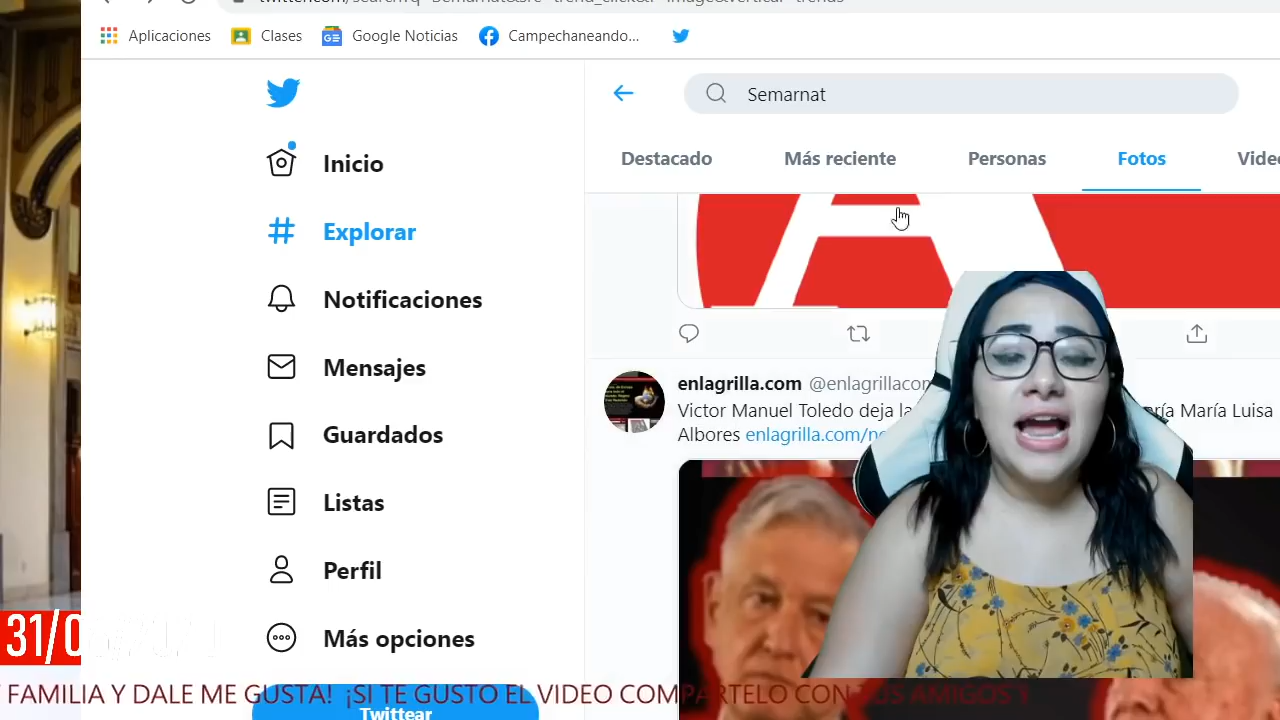 Aplicaciones
Clases
Google Noticias
Campechaneando...
Semarnat
Destacado
Más reciente
Personas
Fotos
Inicio
Explorar
Notificaciones
Mensajes
Guardados
Listas
Perfil
Más opciones
Twittear
enlagrilla.com
Victor Manuel Toledo deja la
María Luisa
Albores enlagrilla.com/
FAMILIA Y DALE ME GUSTA! ¡SI TE GUSTO EL VIDEO COMPARTELO CON TUS AMIGOS Y